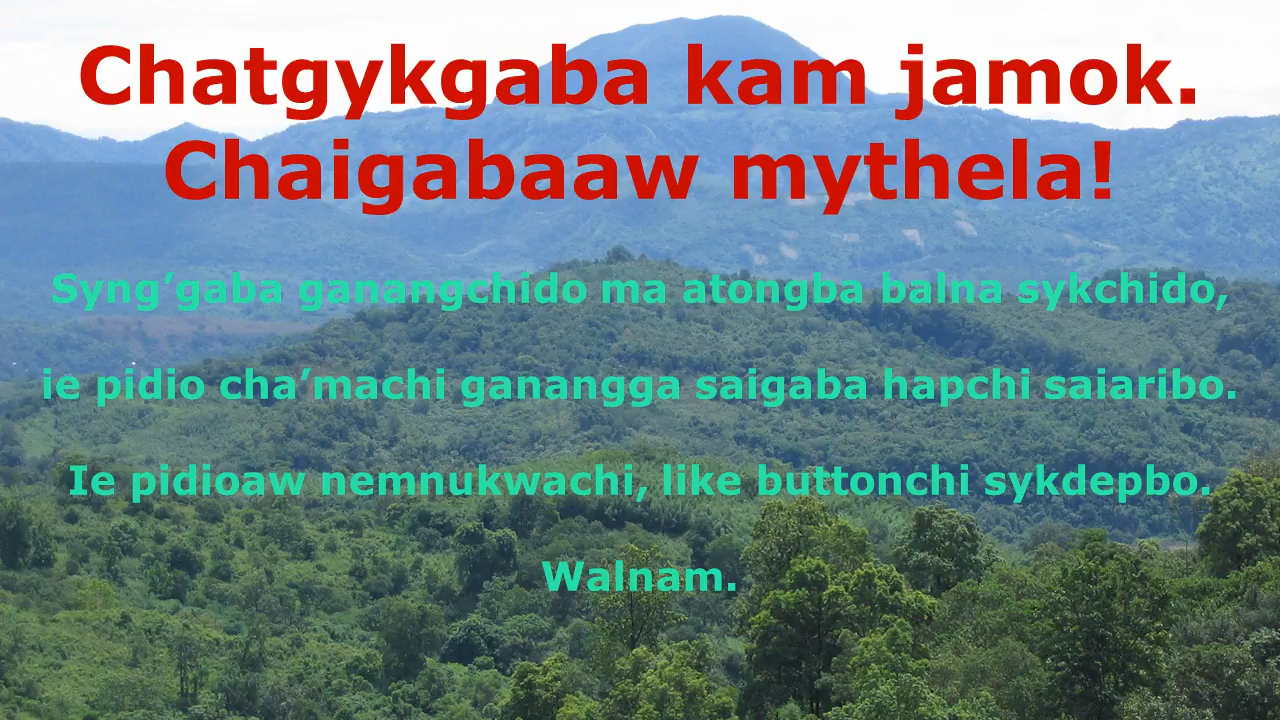 Chatgykgaba kam jamok.
Chaigabaaw mythela!
Syng’gaba ganangchido ma atongba balna sykchido,
ie pidio cha’machi ganangga saigaba hapchi saiaribo.
Ie pidioaw nemnukwachi, like buttonchi sykdepbo.
Walnam.